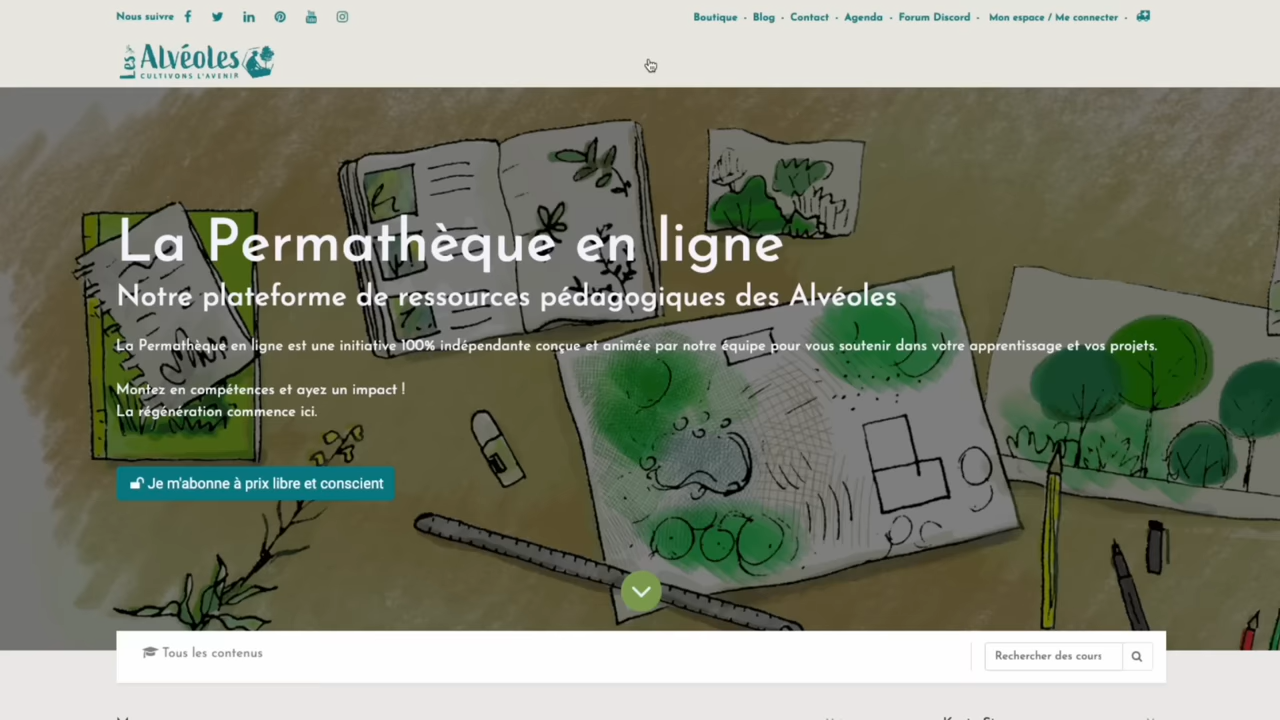 Nous suivre
Boutique - Blog - Contact - Agenda - Forum Discord - Mon espace / Me connecter -
Les Alvéoles
CULTIVONS L'AVENIR
La Permathèque en ligne
Notre plateforme de ressources pédagogiques des Alvéoles
La Permathèque en ligne est une initiative 100% indépendante conçue et animée par notre équipe pour vous soutenir dans votre apprentissage et vos projets.
Montez en compétences et ayez un impact !
La régénération commence ici.
Je m'abonne à prix libre et conscient
Tous les contenus
Rechercher des cours